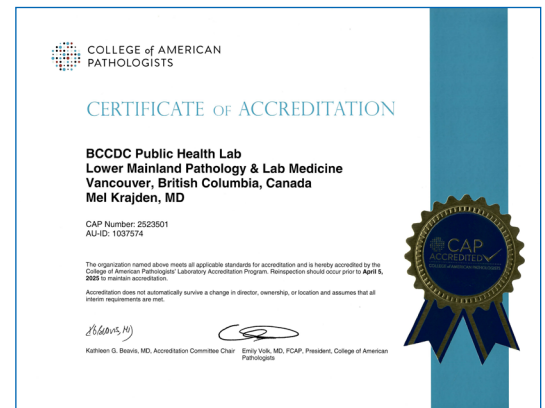 COLLEGE of AMERICAN
PATHOLOGISTS
CERTIFICATE OF ACCREDITATION
BCCDC Public Health Lab
Lower Mainland Pathology & Lab Medicine
Vancouver, British Columbia, Canada
Mel Krajden, MD
CAP Number: 2523501
AU-ID: 1037574
The organization named above meets all applicable standards for accreditation and is hereby accredited by the
College of American Pathologists' Laboratory Accreditation Program. Reinspection should occur prior to April 5,
2025 to maintain accreditation.
Accreditation does not automatically survive a change in director, ownership, or location and assumes that all
interim requirements are met.
Kathleen G. Beavis, MD, Accreditation Committee Chair
Emily Volk, MD, FCAP, President, College of American
Pathologists
CAP
ACCREDITED
COLLEGE of AMERICAN PATHOLOGISTS